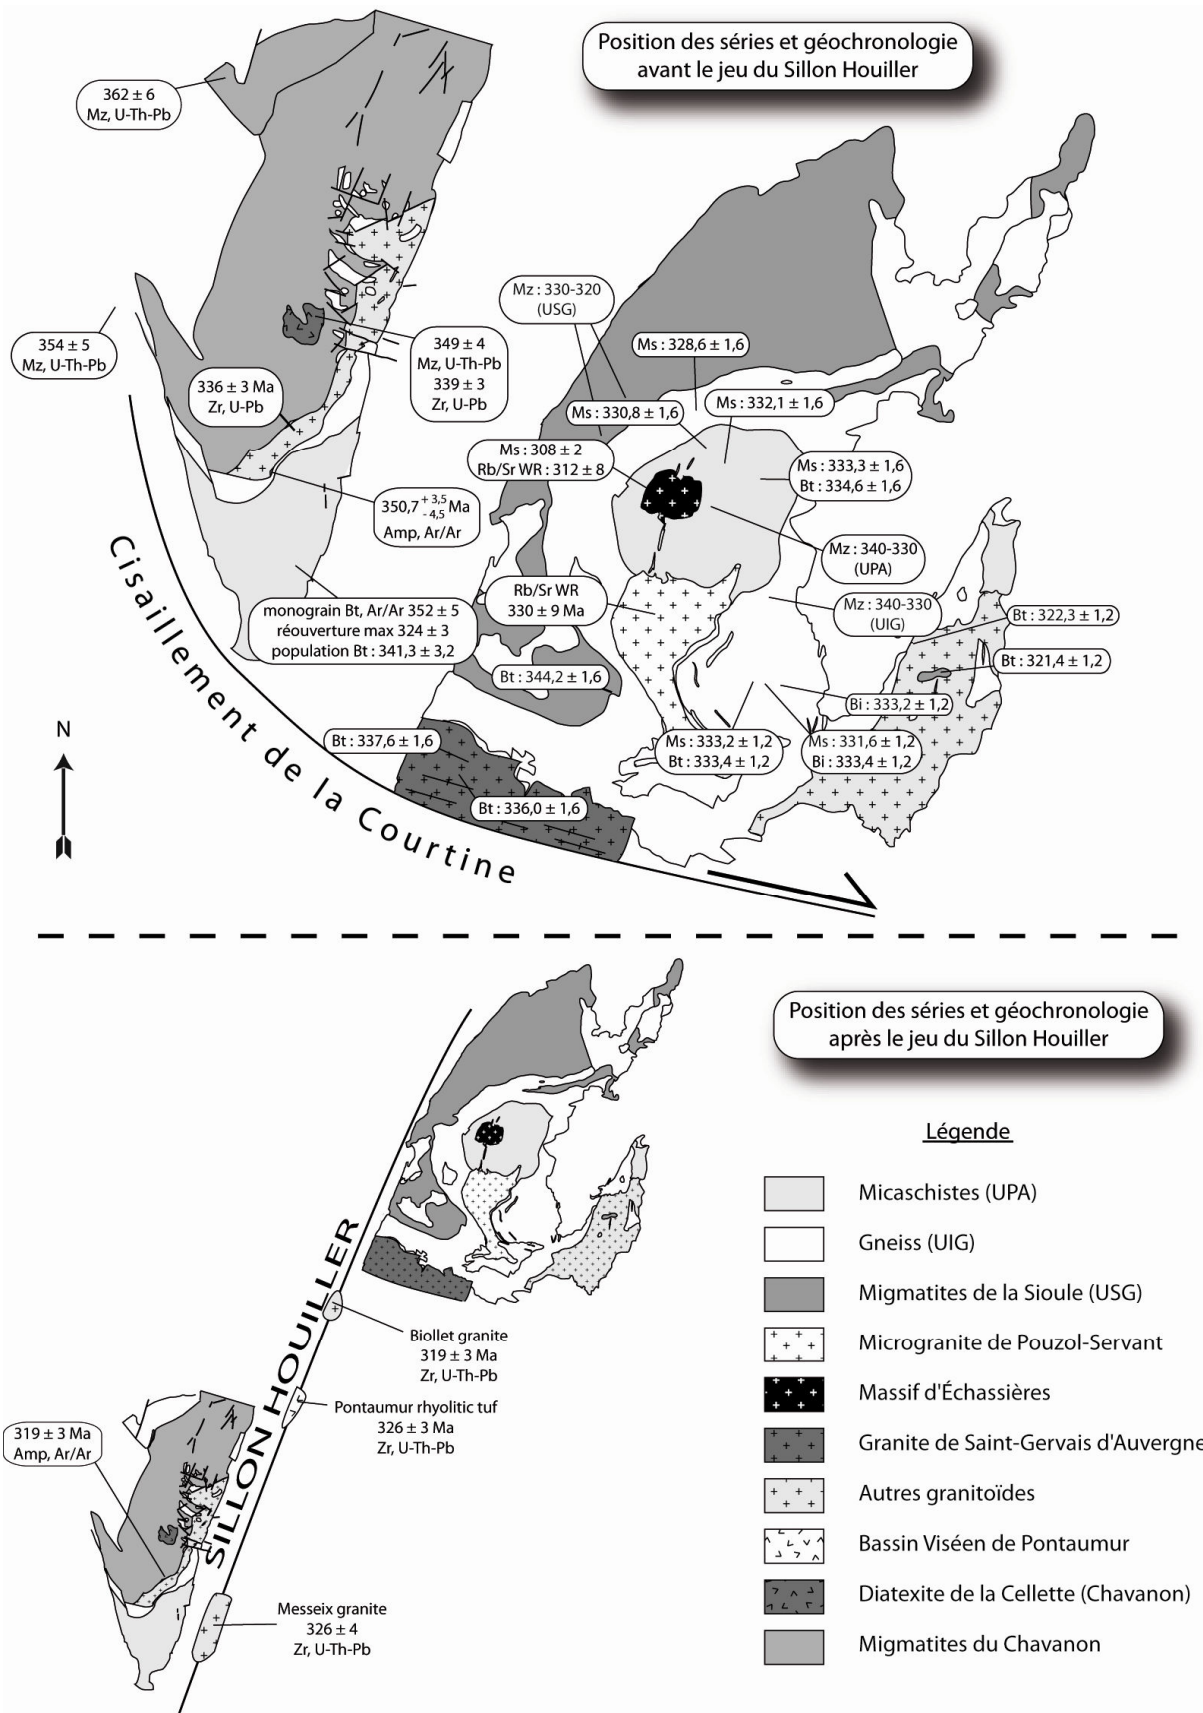 Position des séries et géochronologie
avant le jeu du Sillon Houiller
362 ± 6
Mz, U-Th-Pb
354 ± 5
Mz, U-Th-Pb
336 ± 3 Ma
Zr, U-Pb
349 ± 4
Mz, U-Th-Pb
339 ± 3
Zr, U-Pb
350,7 + 3,5 - 4,5 Ma
Amp, Ar/Ar
monograin Bt, Ar/Ar 352 ± 5
réouverture max 324 ± 3
population Bt : 341,3 ± 3,2
Mz : 330-320
(USG)
Ms : 328,6 ± 1,6
Ms : 330,8 ± 1,6
Ms : 332,1 ± 1,6
Ms : 308 ± 2
Rb/Sr WR : 312 ± 8
Ms : 333,3 ± 1,6
Bt : 334,6 ± 1,6
Mz : 340-330
(UPA)
Rb/Sr WR
330 ± 9 Ma
Mz : 340-330
(UIG)
Bt : 322,3 ± 1,2
Bt : 321,4 ± 1,2
Bt : 344,2 ± 1,6
Bi : 333,2 ± 1,2
Bt : 337,6 ± 1,6
Ms : 333,2 ± 1,2
Bt : 333,4 ± 1,2
Ms : 331,6 ± 1,2
Bi : 333,4 ± 1,2
Bt : 336,0 ± 1,6
N
Cisaillement de la Courtine
Position des séries et géochronologie
après le jeu du Sillon Houiller
SILLON HOUILLER
Biollet granite
319 ± 3 Ma
Zr, U-Th-Pb
Pontaumur rhyolitic tuf
326 ± 3 Ma
Zr, U-Th-Pb
319 ± 3 Ma
Amp, Ar/Ar
Messeix granite
326 ± 4
Zr, U-Th-Pb
Légende
Micaschistes (UPA)
Gneiss (UIG)
Migmatites de la Sioule (USG)
Microgranite de Pouzol-Servant
Massif d'Échassières
Granite de Saint-Gervais d'Auvergne
Autres granitoïdes
Bassin Viséen de Pontaumur
Diatexite de la Cellette (Chavanon)
Migmatites du Chavanon